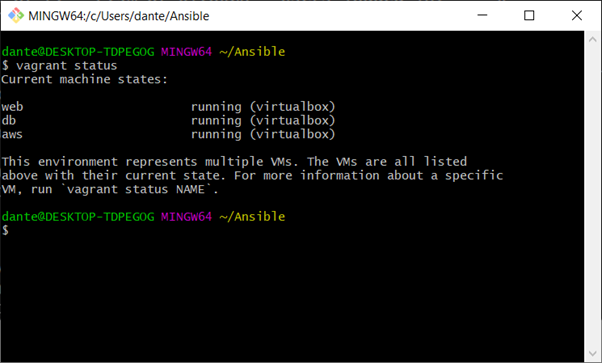 MINGW64:/c/Users/dante/Ansible
dante@DESKTOP-TDPEGOG MINGW64 ~/Ansible
$ vagrant status
Current machine states:
web                       running (virtualbox)
db                        running (virtualbox)
aws                       running (virtualbox)
This environment represents multiple VMs. The VMs are all listed
above with their current state. For more information about a specific
VM, run `vagrant status NAME`.
dante@DESKTOP-TDPEGOG MINGW64 ~/Ansible
$